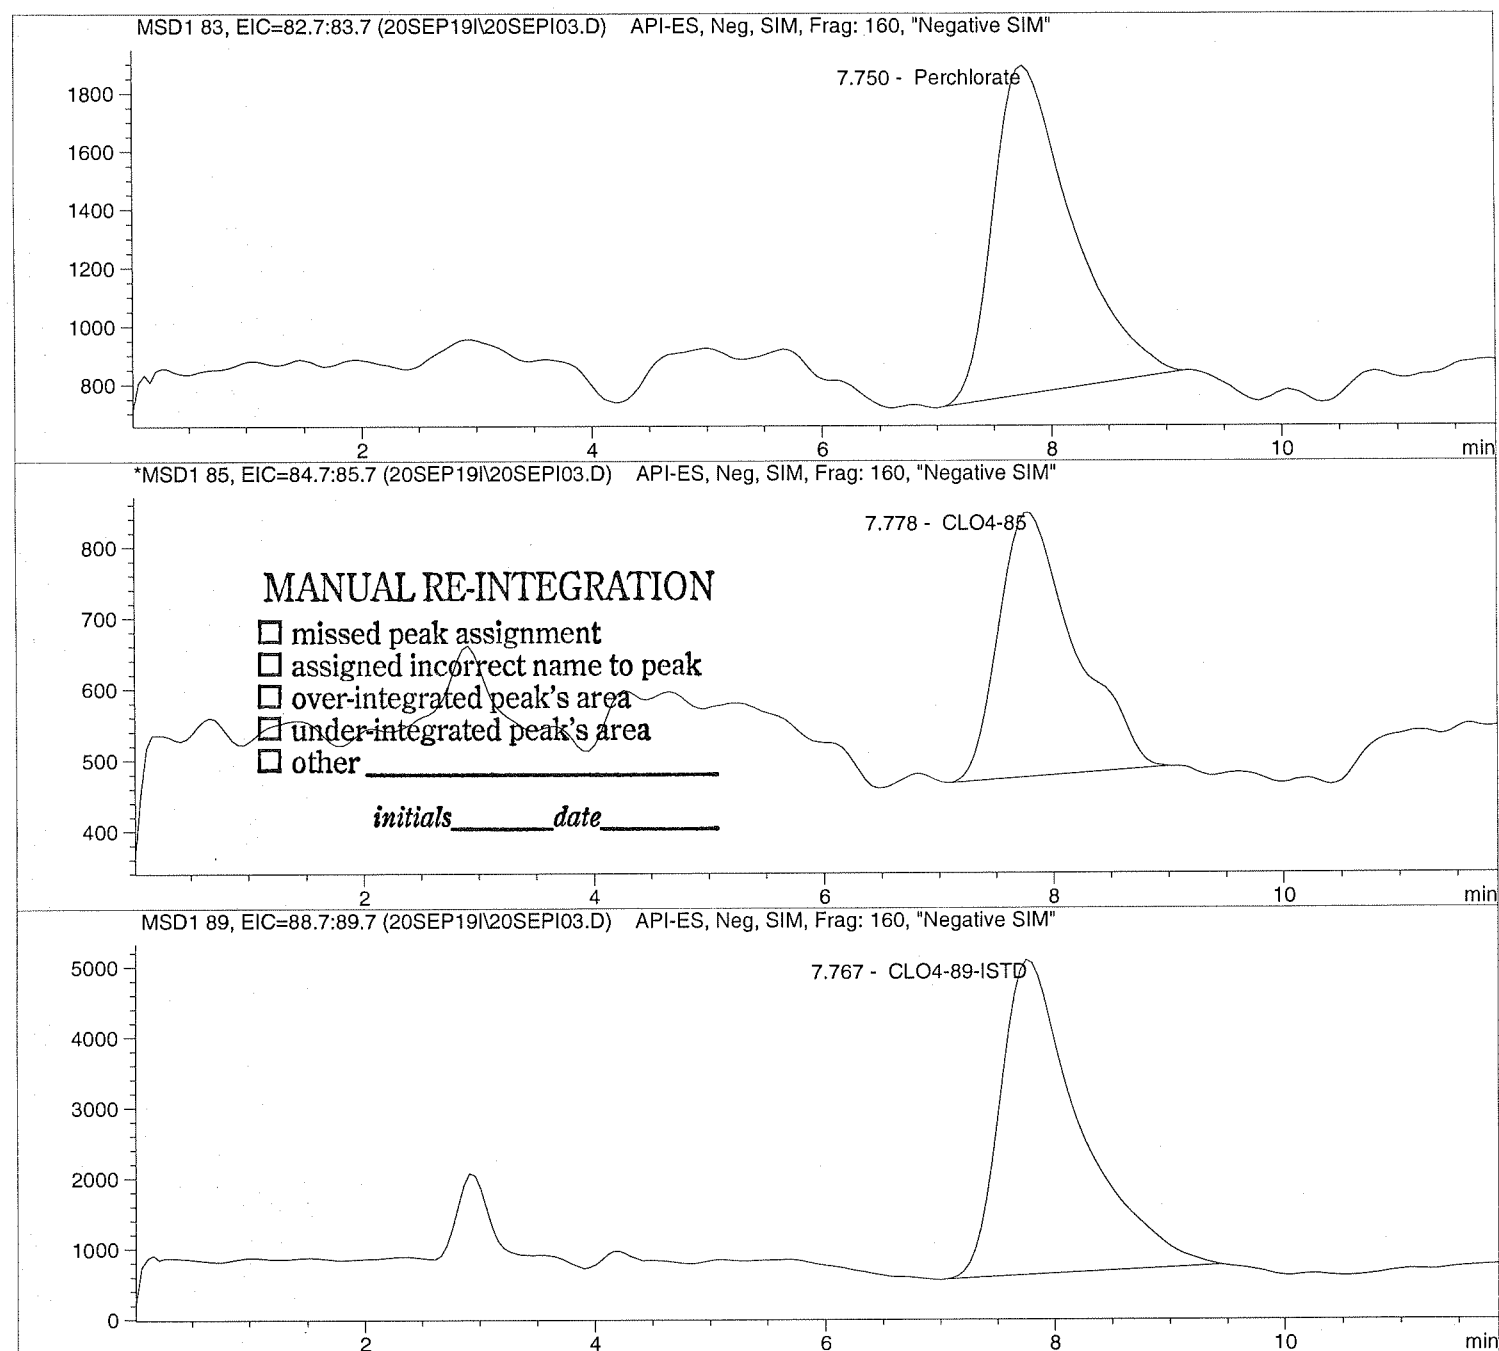 MSD1 83, EIC=82.7:83.7 (20SEP19I\20SEPI03.D) API-ES, Neg, SIM, Frag: 160, "Negative SIM"
7.750 - Perchlorate
1800
1600
1400
1200
1000
800
2 4 6 8 10 min
*MSD1 85, EIC=84.7:85.7 (20SEP19I\20SEPI03.D) API-ES, Neg, SIM, Frag: 160, "Negative SIM"
7.778 - CLO4-85
800
700
600
500
400
MANUAL RE-INTEGRATION
☐ missed peak assignment
☐ assigned incorrect name to peak
☐ over-integrated peak's area
☐ under-integrated peak's area
☐ other
initials date
2 4 6 8 10 min
MSD1 89, EIC=88.7:89.7 (20SEP19I\20SEPI03.D) API-ES, Neg, SIM, Frag: 160, "Negative SIM"
7.767 - CLO4-89-ISTD
5000
4000
3000
2000
1000
0
2 4 6 8 10 min